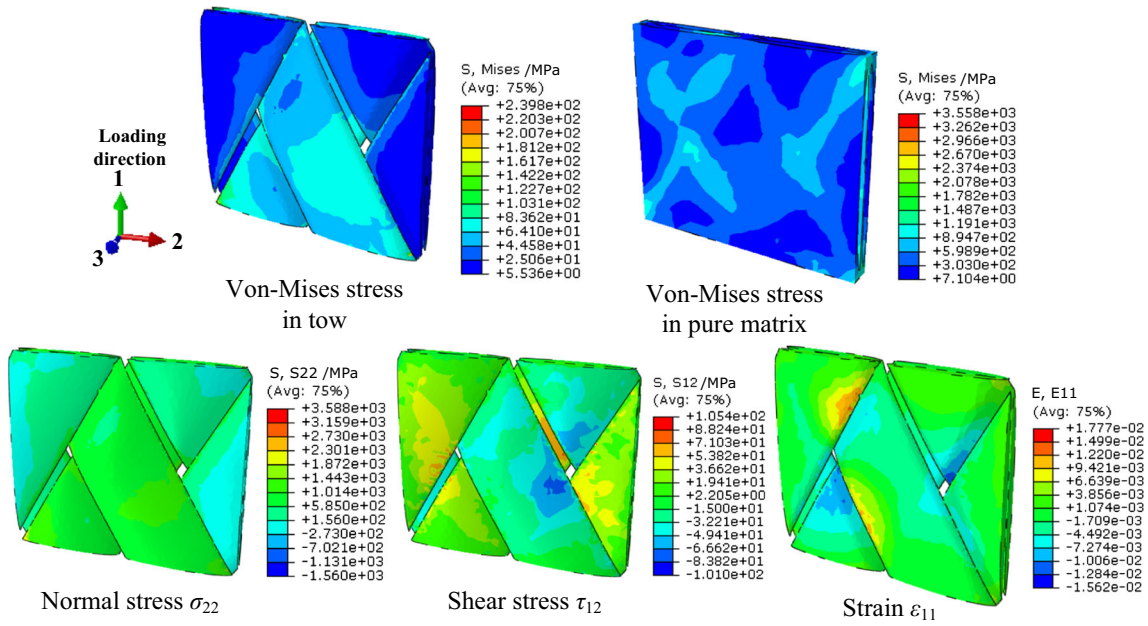 S, Mises /MPa
(Avg: 75%)
+2.398e+02
+2.203e+02
+2.007e+02
+1.812e+02
+1.617e+02
+1.422e+02
+1.227e+02
+1.031e+02
+8.362e+01
+6.410e+01
+4.458e+01
+2.506e+01
+5.536e+00
S, Mises /MPa
(Avg: 75%)
+3.558e+03
+3.262e+03
+2.966e+03
+2.670e+03
+2.374e+03
+2.078e+03
+1.782e+03
+1.487e+03
+1.191e+03
+8.947e+02
+5.989e+02
+3.030e+02
+7.104e+00
Loading
direction
1
2
3
Von-Mises stress
in tow
Von-Mises stress
in pure matrix
S, S22 /MPa
(Avg: 75%)
+3.588e+03
+3.159e+03
+2.730e+03
+2.301e+03
+1.872e+03
+1.443e+03
+1.014e+03
+5.850e+02
+1.560e+02
-2.730e+02
-7.021e+02
-1.131e+03
-1.560e+03
S, S12/MPa
(Avg: 75%)
+1.054e+02
+8.824e+01
+7.103e+01
+5.382e+01
+3.662e+01
+1.941e+01
+2.205e+00
-1.500e+01
-3.221e+01
-4.941e+01
-6.662e+01
-8.382e+01
-1.010e+02
E, E11
(Avg: 75%)
+1.777e-02
+1.499e-02
+1.220e-02
+9.421e-03
+6.639e-03
+3.856e-03
+1.074e-03
-1.709e-03
-4.492e-03
-7.274e-03
-1.006e-02
-1.284e-02
-1.562e-02
Normal stress σ22
Shear stress τ12
Strain ε11